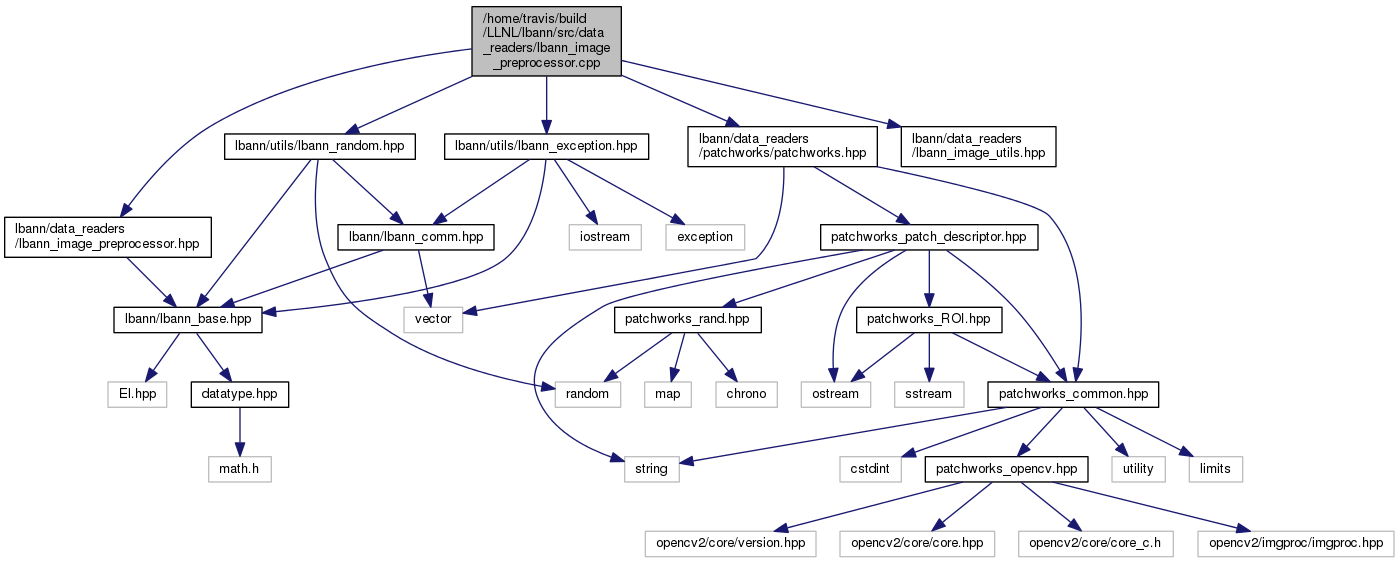 /home/travis/build
/LLNL/lbann/src/data
_readers/lbann_image
_preprocessor.cpp
lbann/utils/lbann_random.hpp
lbann/utils/lbann_exception.hpp
lbann/data_readers
/patchworks/patchworks.hpp
lbann/data_readers
/lbann_image_utils.hpp
lbann/data_readers
/lbann_image_preprocessor.hpp
lbann/lbann_comm.hpp
iostream
exception
patchworks_patch_descriptor.hpp
lbann/lbann_base.hpp
vector
patchworks_rand.hpp
patchworks_ROI.hpp
El.hpp
datatype.hpp
random
map
chrono
ostream
sstream
patchworks_common.hpp
math.h
string
cstdint
patchworks_opencv.hpp
utility
limits
opencv2/core/version.hpp
opencv2/core/core.hpp
opencv2/core/core_c.h
opencv2/imgproc/imgproc.hpp